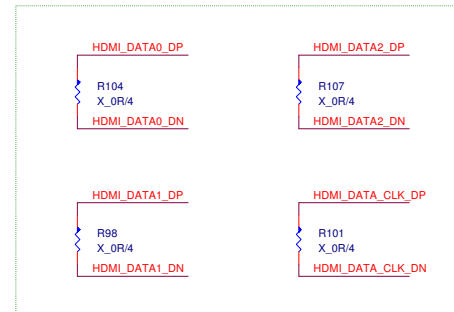 HDMI_DATA0_DP
R104
X_0R/4
HDMI_DATA0_DN
HDMI_DATA2_DP
R107
X_0R/4
HDMI_DATA2_DN
HDMI_DATA1_DP
R98
X_0R/4
HDMI_DATA1_DN
HDMI_DATA_CLK_DP
R101
X_0R/4
HDMI_DATA_CLK_DN